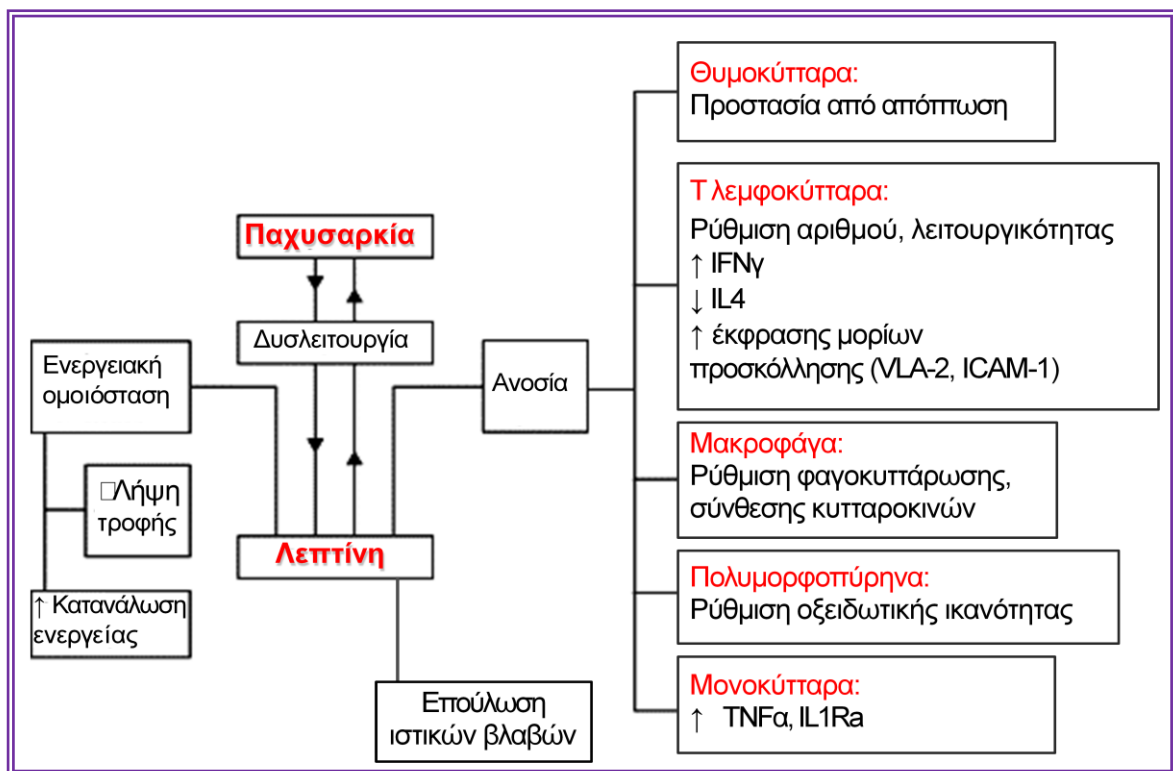 Παχυσαρκία
Δυσλειτουργία
Λεπτίνη
Ενεργειακή
ομοιόσταση
□Λήψη
τροφής
↑ Κατανάλωση
ενεργείας
Επούλωση
ιστικών βλαβών
Ανοσία
Θυμοκύτταρα:
Προστασία από απόπτωση
Τ λεμφοκύτταρα:
Ρύθμιση αριθμού, λειτουργικότητας
↑ IFNγ
↓ IL4
↑ έκφρασης μορίων
προσκόλλησης (VLA-2, ICAM-1)
Μακροφάγα:
Ρύθμιση φαγοκυττάρωσης,
σύνθεσης κυτταροκινών
Πολυμορφοπύρηνα:
Ρύθμιση οξειδωτικής ικανότητας
Μονοκύτταρα:
↑ TNFα, IL1Ra